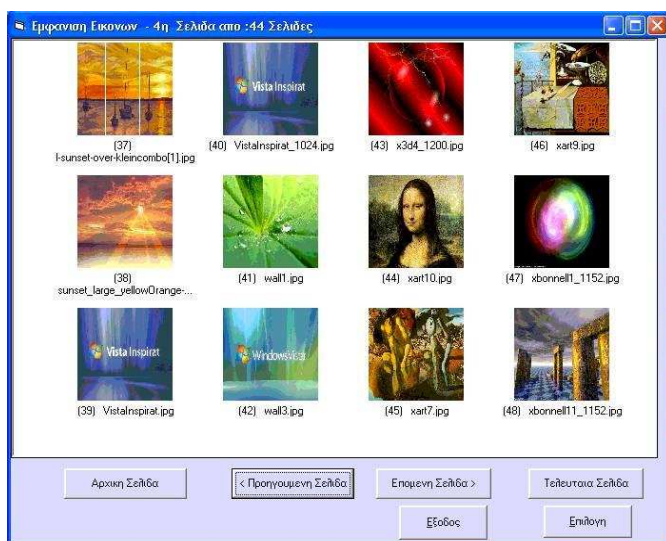 Εμφανιση Εικονων - 4η Σελιδα απο :44 Σελιδες
Vista Inspirat
(37)
l-sunset-over-kleincombo[1].jpg
(40) VistaInspirat_1024.jpg
(43) x3d4_1200.jpg
(46) xart9.jpg
(38)
sunset_large_yellowOrange-...
(41) wall1.jpg
(44) xart10.jpg
(47) xbonnell1_1152.jpg
Vista Inspirat
WindowsVista
(39) VistaInspirat.jpg
(42) wall3.jpg
(45) xart7.jpg
(48) xbonnell11_1152.jpg
Αρχικη Σελιδα
< Προηγουμενη Σελιδα
Επομενη Σελιδα >
Τελευταια Σελιδα
Εξοδος
Επιλογη